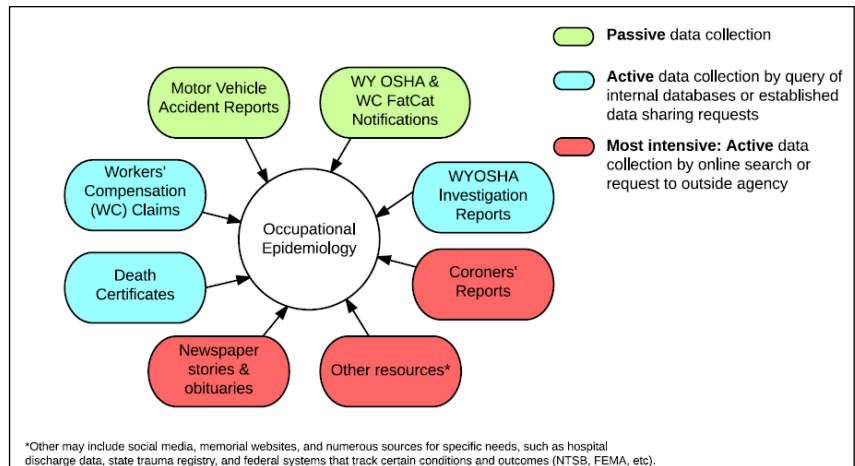 Passive data collection
Active data collection by query of
internal databases or established
data sharing requests
Most intensive: Active data
collection by online search or
request to outside agency
Motor Vehicle
Accident Reports
WY OSHA &
WC FatCat
Notifications
Workers'
Compensation
(WC) Claims
WYOSHA
Investigation
Reports
Occupational
Epidemiology
Death
Certificates
Coroners'
Reports
Newspaper
stories &
obituaries
Other resources*
*Other may include social media, memorial websites, and numerous sources for specific needs, such as hospital
discharge data, state trauma registry, and federal systems that track certain conditions and outcomes (NTSB, FEMA, etc).